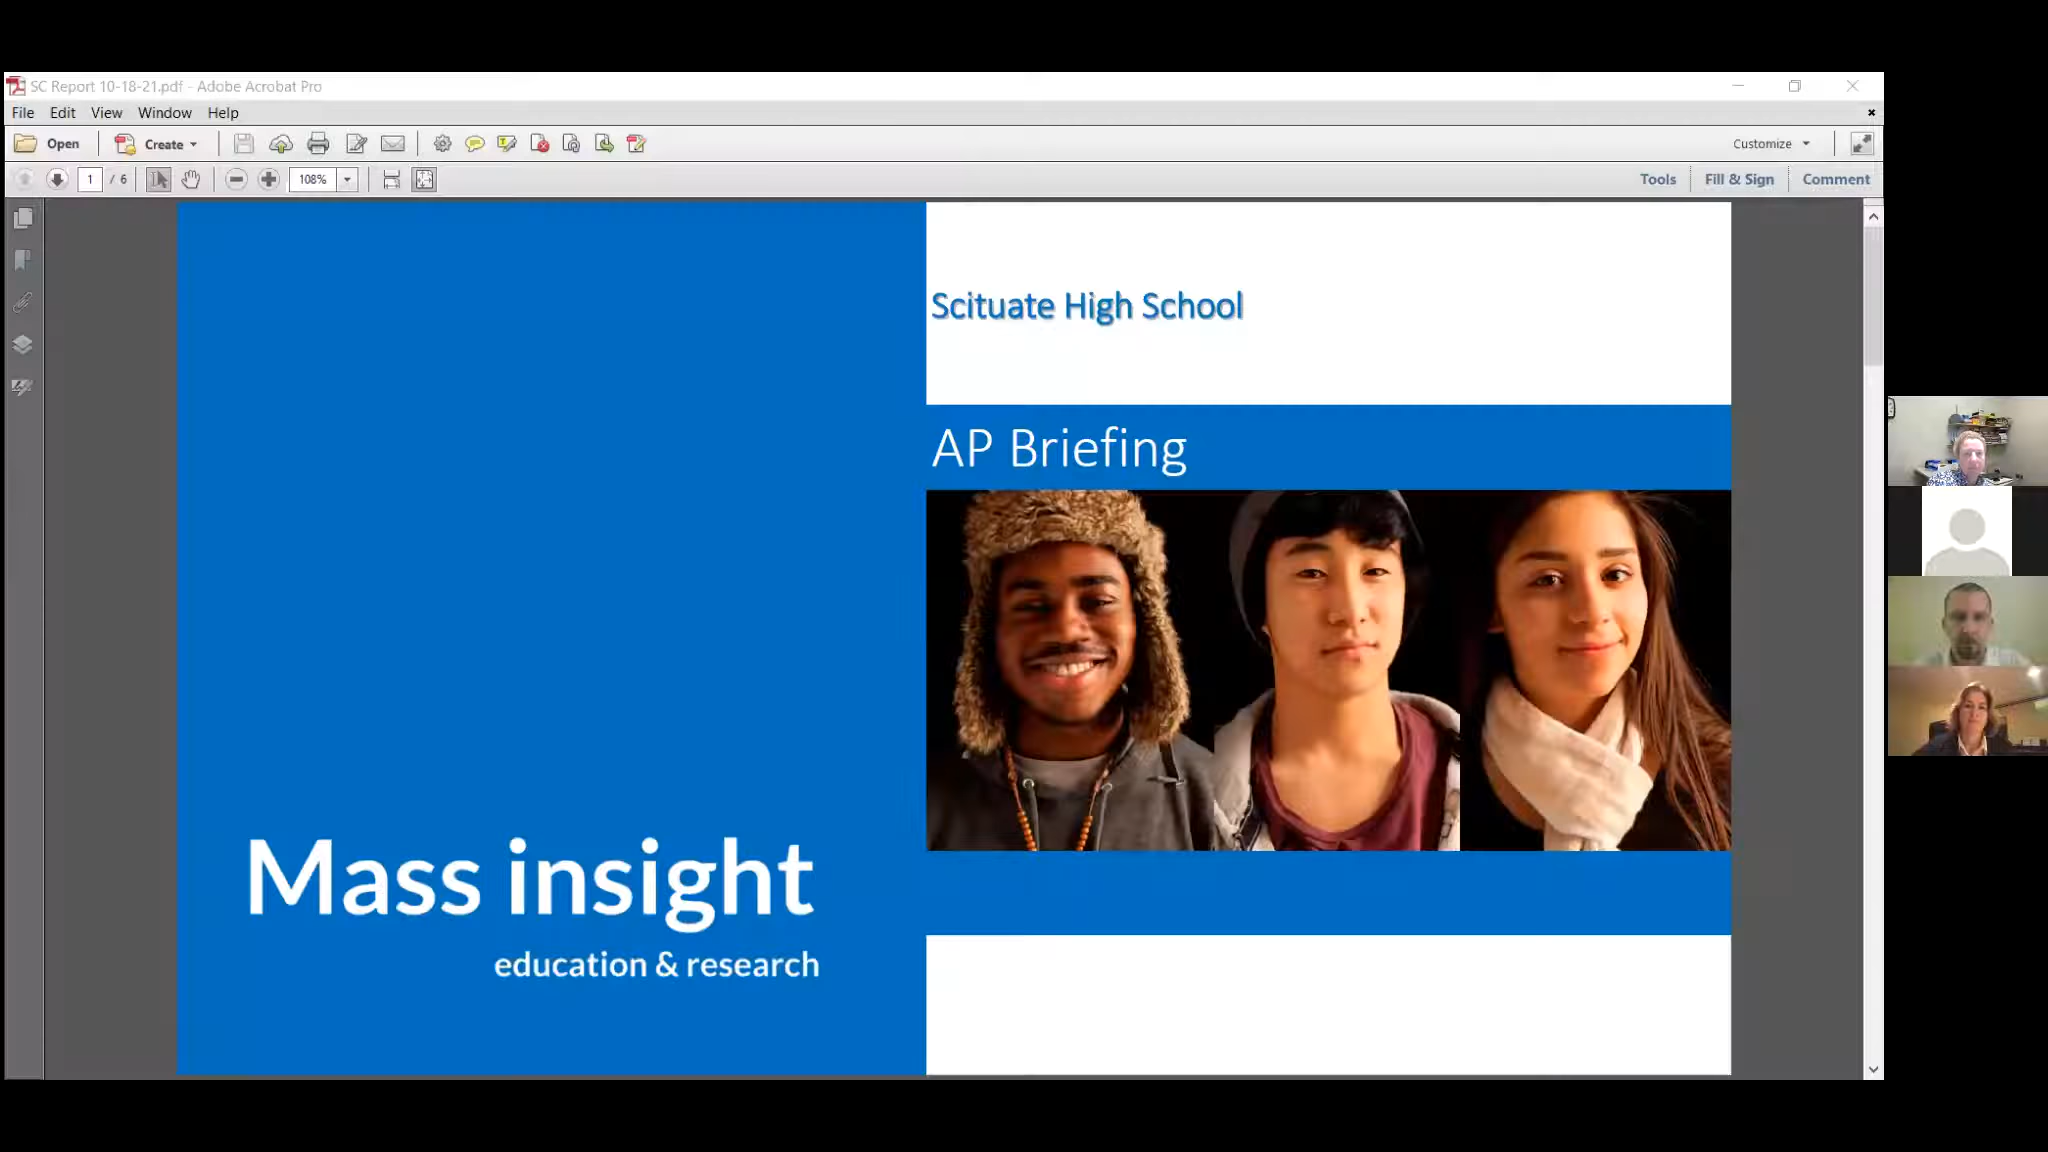 SC Report 10-18-21.pdf - Adobe Acrobat Pro
File Edit View Window Help
Open Create Customize
1 / 6 108% Tools Fill & Sign Comment
Scituate High School
AP Briefing
Mass insight
education & research